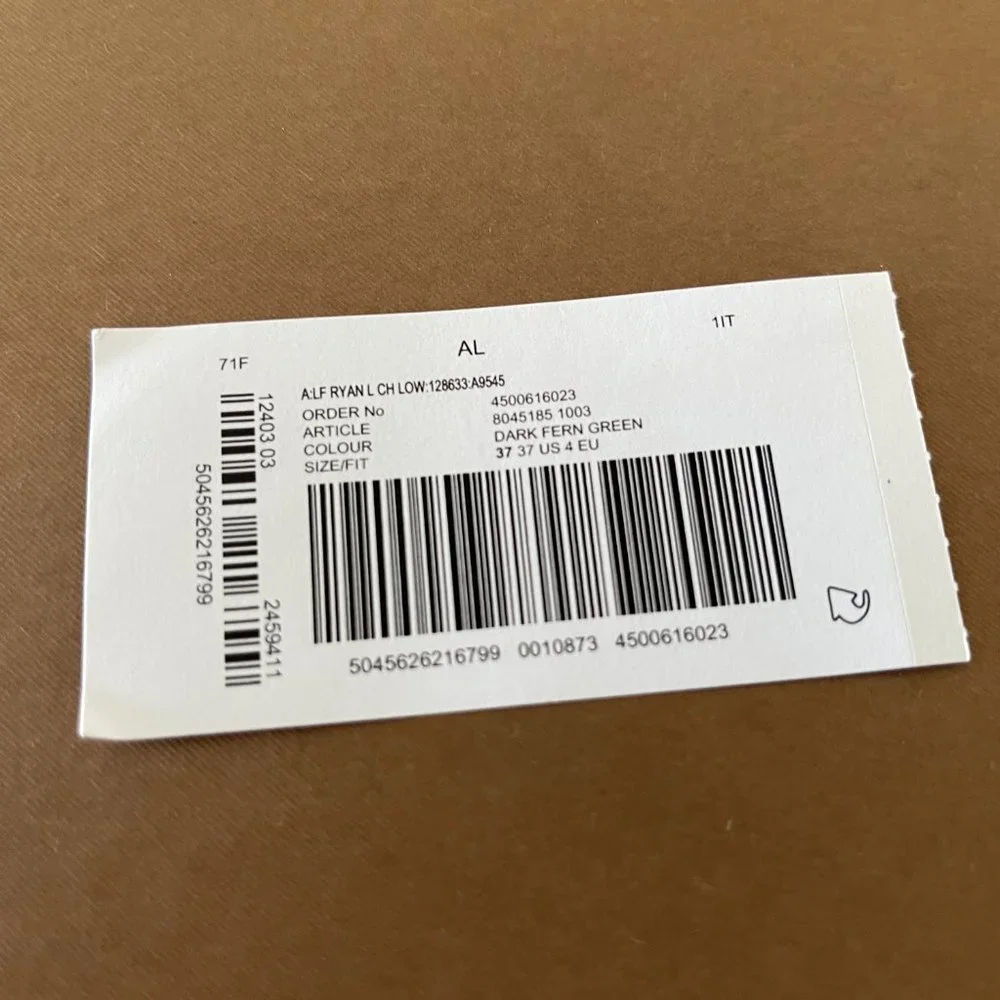 71F AL 1IT
A:LF RYAN L CH LOW:128633:A9545
ORDER No 4500616023
ARTICLE 8045185 1003
COLOUR DARK FERN GREEN
SIZE/FIT 37 37 US 4 EU
5045626216799 0010873 4500616023
12403 03 2459411
5045626216799